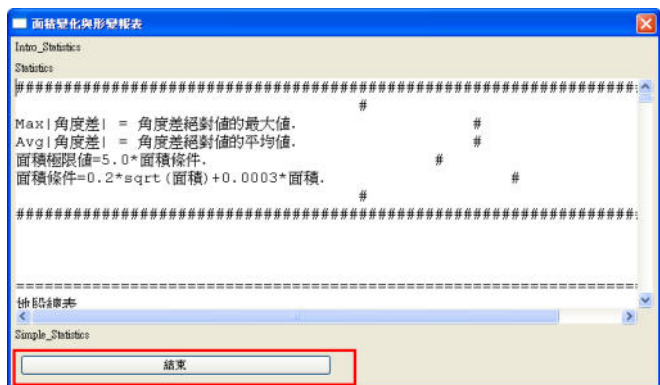 面積變化與形變報表
Intro_Statistics
Statistics
##################################################################
#
Max|角度差| = 角度差絕對值的最大值. #
Avg|角度差| = 角度差絕對值的平均值. #
面積極限值=5.0*面積條件. #
面積條件=0.2*sqrt(面積)+0.0003*面積. #
#
##################################################################
==================================================================
Simple_Statistics
結束